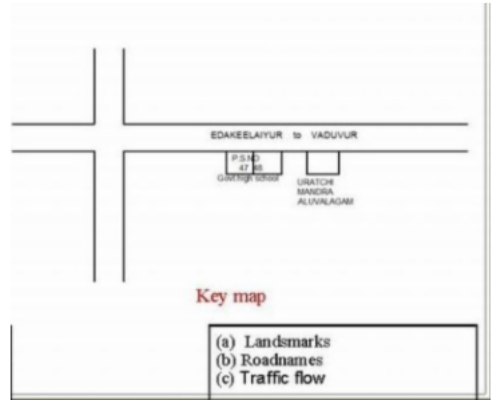 EDAKEELAIYUR to VADUVUR
P.S.NO
47 48
Govt.high school
URATCHI
MANDRA
ALUVALAGAM
Key map
(a) Landsmarks
(b) Roadnames
(c) Traffic flow